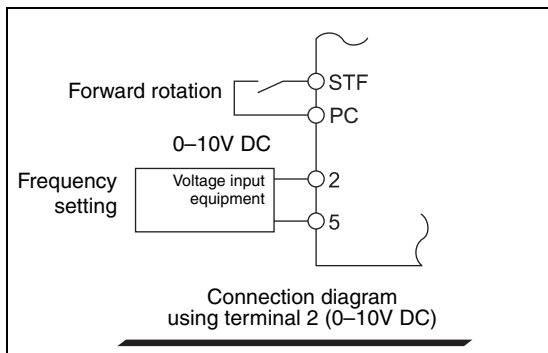 STF
Forward rotation
PC
0–10V DC
Frequency
setting
Voltage input
equipment
2
5
Connection diagram
using terminal 2 (0–10V DC)